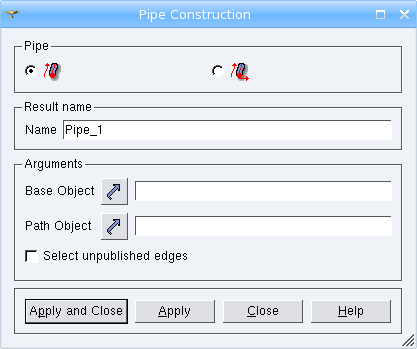 Pipe Construction
Pipe
Result name
Name Pipe_1
Arguments
Base Object
Path Object
Select unpublished edges
Apply and Close Apply Close Help